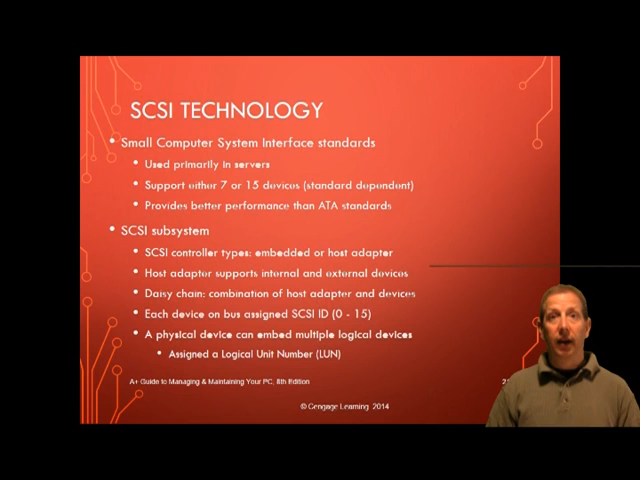 SCSI TECHNOLOGY
• Small Computer System Interface standards
• Used primarily in servers
• Support either 7 or 15 devices (standard dependent)
• Provides better performance than ATA standards
• SCSI subsystem
• SCSI controller types: embedded or host adapter
• Host adapter supports internal and external devices
• Daisy chain: combination of host adapter and devices
• Each device on bus assigned SCSI ID (0 - 15)
• A physical device can embed multiple logical devices
• Assigned a Logical Unit Number (LUN)
A+ Guide to Managing & Maintaining Your PC, 8th Edition
© Cengage Learning 2014